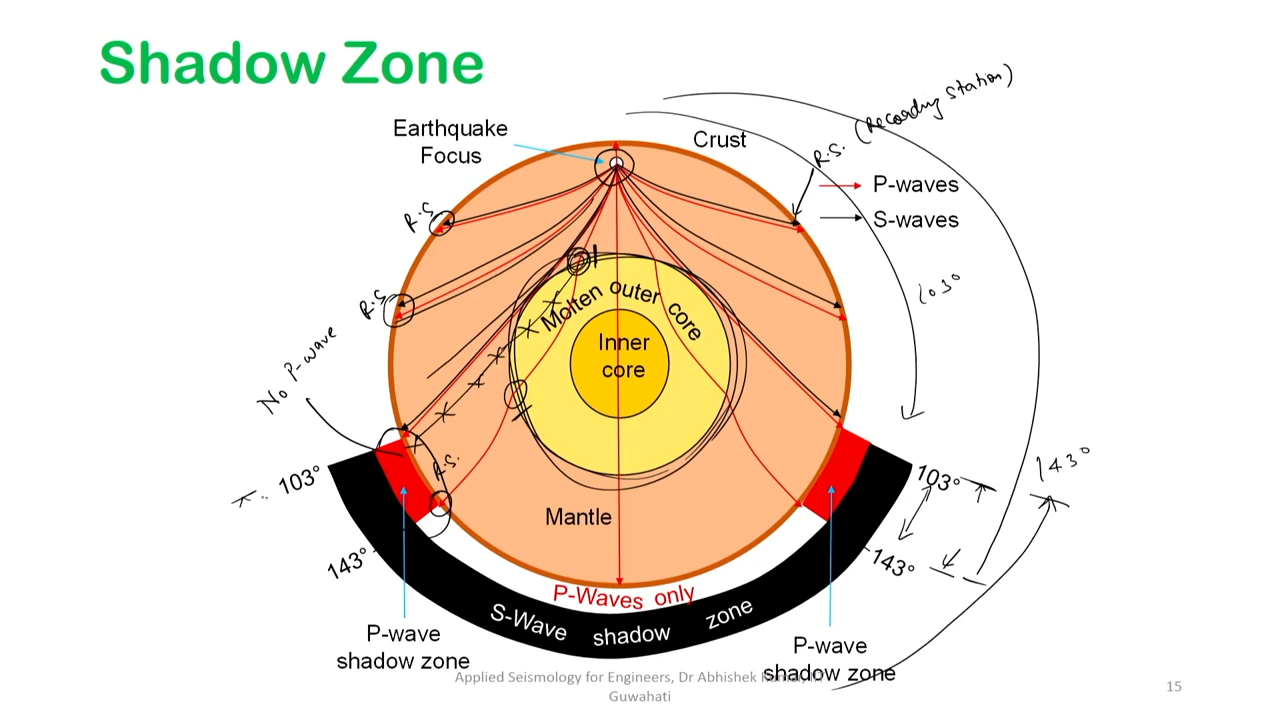 Shadow Zone
Earthquake
Focus
Crust
R.S. (Recording Station)
P-waves
S-waves
R.S
R.S
103°
No P-wave
Molten outer core
Inner
core
R.S.
103°
143°
103°
143°
143°
Mantle
P-Waves only
S-Wave shadow zone
P-wave
shadow zone
P-wave
shadow zone
Applied Seismology for Engineers, Dr Abhishek Kumar, IIT
Guwahati
15